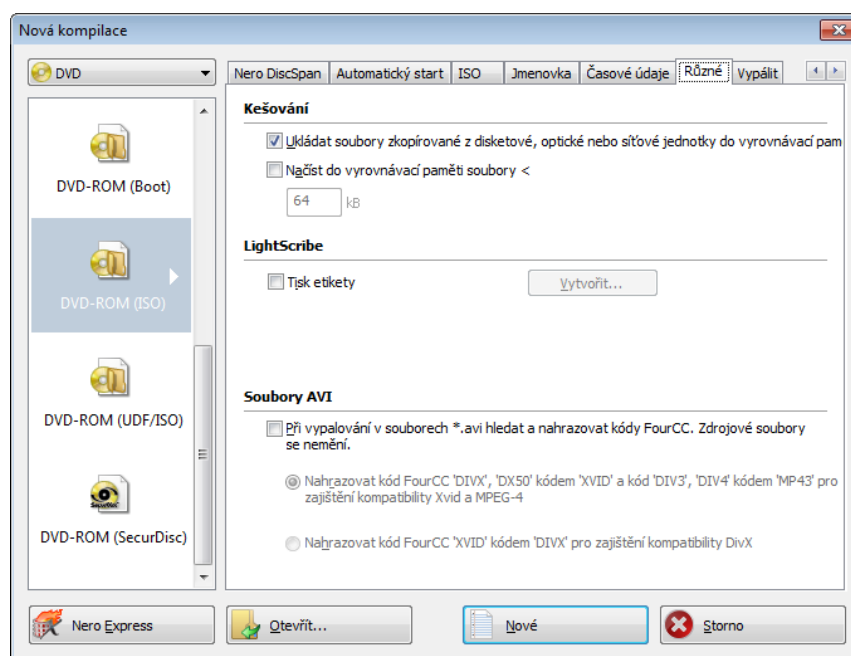 Nová kompilace
DVD
Nero DiscSpan
Automatický start
ISO
Jmenovka
Časové údaje
Různé
Vypálit
DVD-ROM (Boot)
DVD-ROM (ISO)
DVD-ROM (UDF/ISO)
SecurDisc
DVD-ROM (SecurDisc)
Kešování
Ukládat soubory zkopírované z disketové, optické nebo síťové jednotky do vyrovnávací pam
Načíst do vyrovnávací paměti soubory <
64 kB
LightScribe
Tisk etikety
Vytvořit...
Soubory AVI
Při vypalování v souborech *.avi hledat a nahrazovat kódy FourCC. Zdrojové soubory
se nemění.
Nahrazovat kód FourCC 'DIVX', 'DX50' kódem 'XVID' a kód 'DIV3', 'DIV4' kódem 'MP43' pro
zajištění kompatibility Xvid a MPEG-4
Nahrazovat kód FourCC 'XVID' kódem 'DIVX' pro zajištění kompatibility DivX
Nero Express
Otevřít...
Nové
Storno